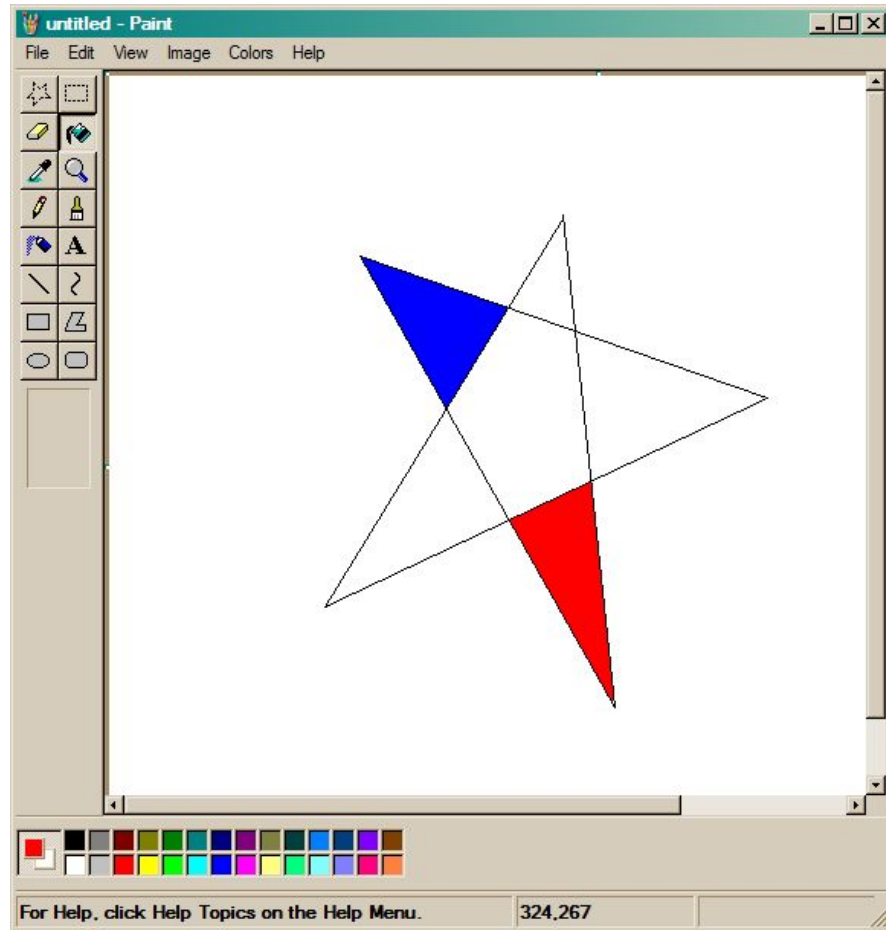 untitled - Paint
File Edit View Image Colors Help
A
For Help, click Help Topics on the Help Menu.
324,267